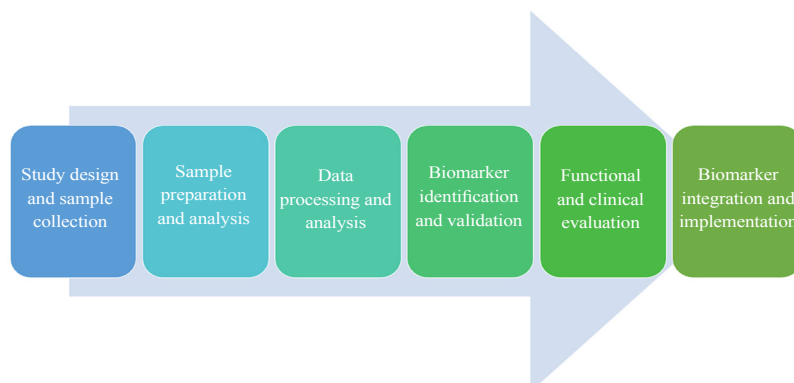 Study design
and sample
collection
Sample
preparation
and analysis
Data
processing and
analysis
Biomarker
identification
and validation
Functional
and clinical
evaluation
Biomarker
integration and
implementation